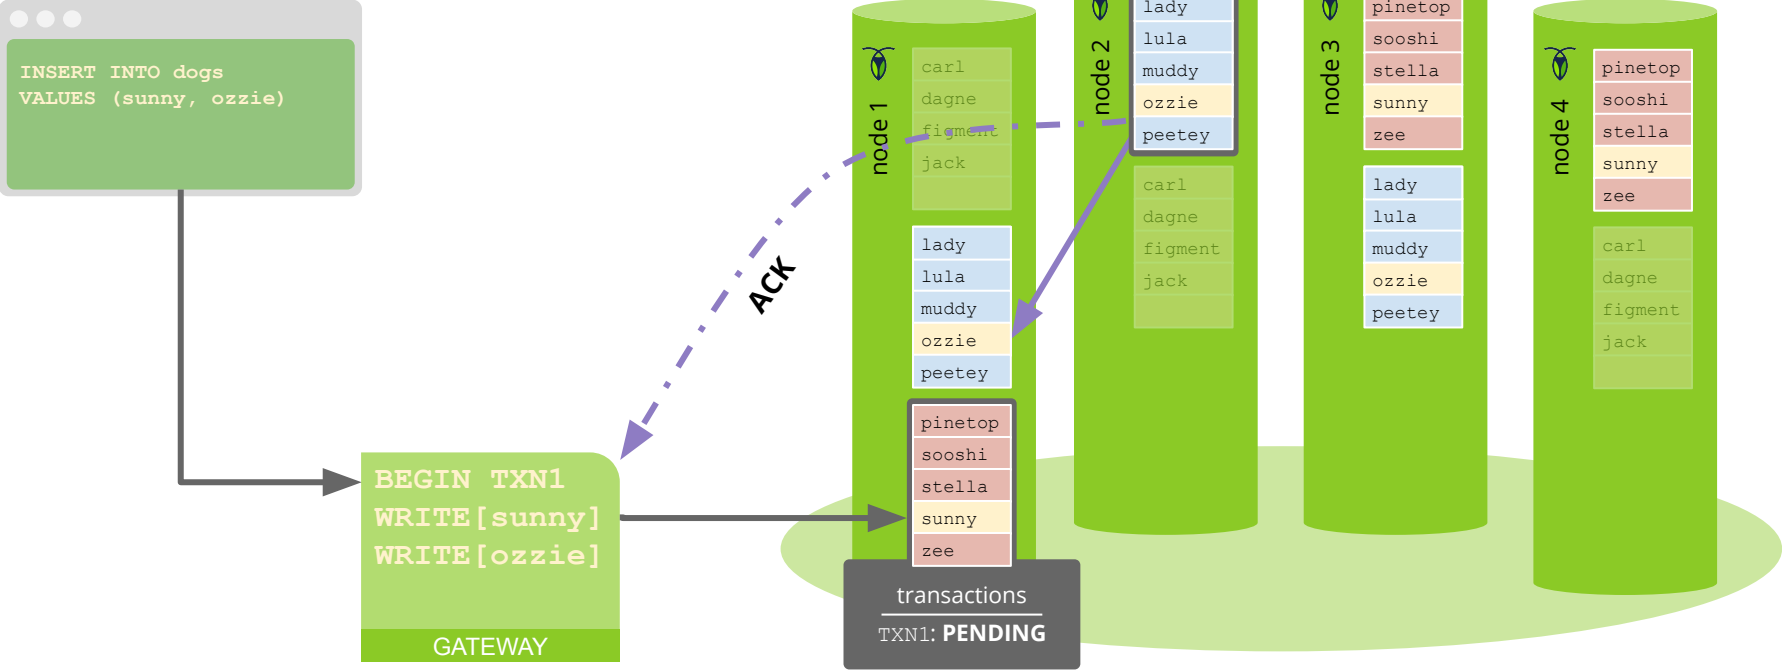 INSERT INTO dogs
VALUES (sunny, ozzie)
BEGIN TXN1
WRITE[sunny]
WRITE[ozzie]
GATEWAY
ACK
node 1
carl
dagne
figment
jack
lady
lula
muddy
ozzie
peetey
pinetop
sooshi
stella
sunny
zee
transactions
TXN1: PENDING
node 2
lady
lula
muddy
ozzie
peetey
carl
dagne
figment
jack
node 3
pinetop
sooshi
stella
sunny
zee
lady
lula
muddy
ozzie
peetey
node 4
pinetop
sooshi
stella
sunny
zee
carl
dagne
figment
jack